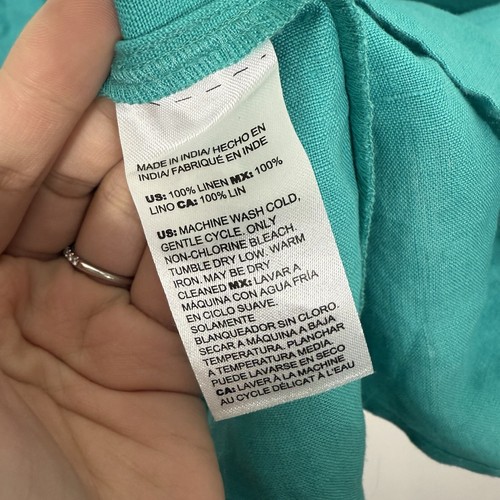 MADE IN INDIA/ HECHO EN
INDIA/ FABRIQUÉ EN INDE
US: 100% LINEN MX: 100%
LINO CA: 100% LIN
US: MACHINE WASH COLD,
GENTLE CYCLE. ONLY
NON-CHLORINE BLEACH.
TUMBLE DRY LOW. WARM
IRON. MAY BE DRY
CLEANED MX: LAVAR A
MÁQUINA CON AGUA FRÍA
EN CICLO SUAVE.
SOLAMENTE
BLANQUEADOR SIN CLORO.
SECAR A MÁQUINA A BAJA
TEMPERATURA. PLANCHAR
A TEMPERATURA MEDIA.
PUEDE LAVARSE EN SECO
CA: LAVER À LA MACHINE
AU CYCLE DÉLICAT À L'EAU